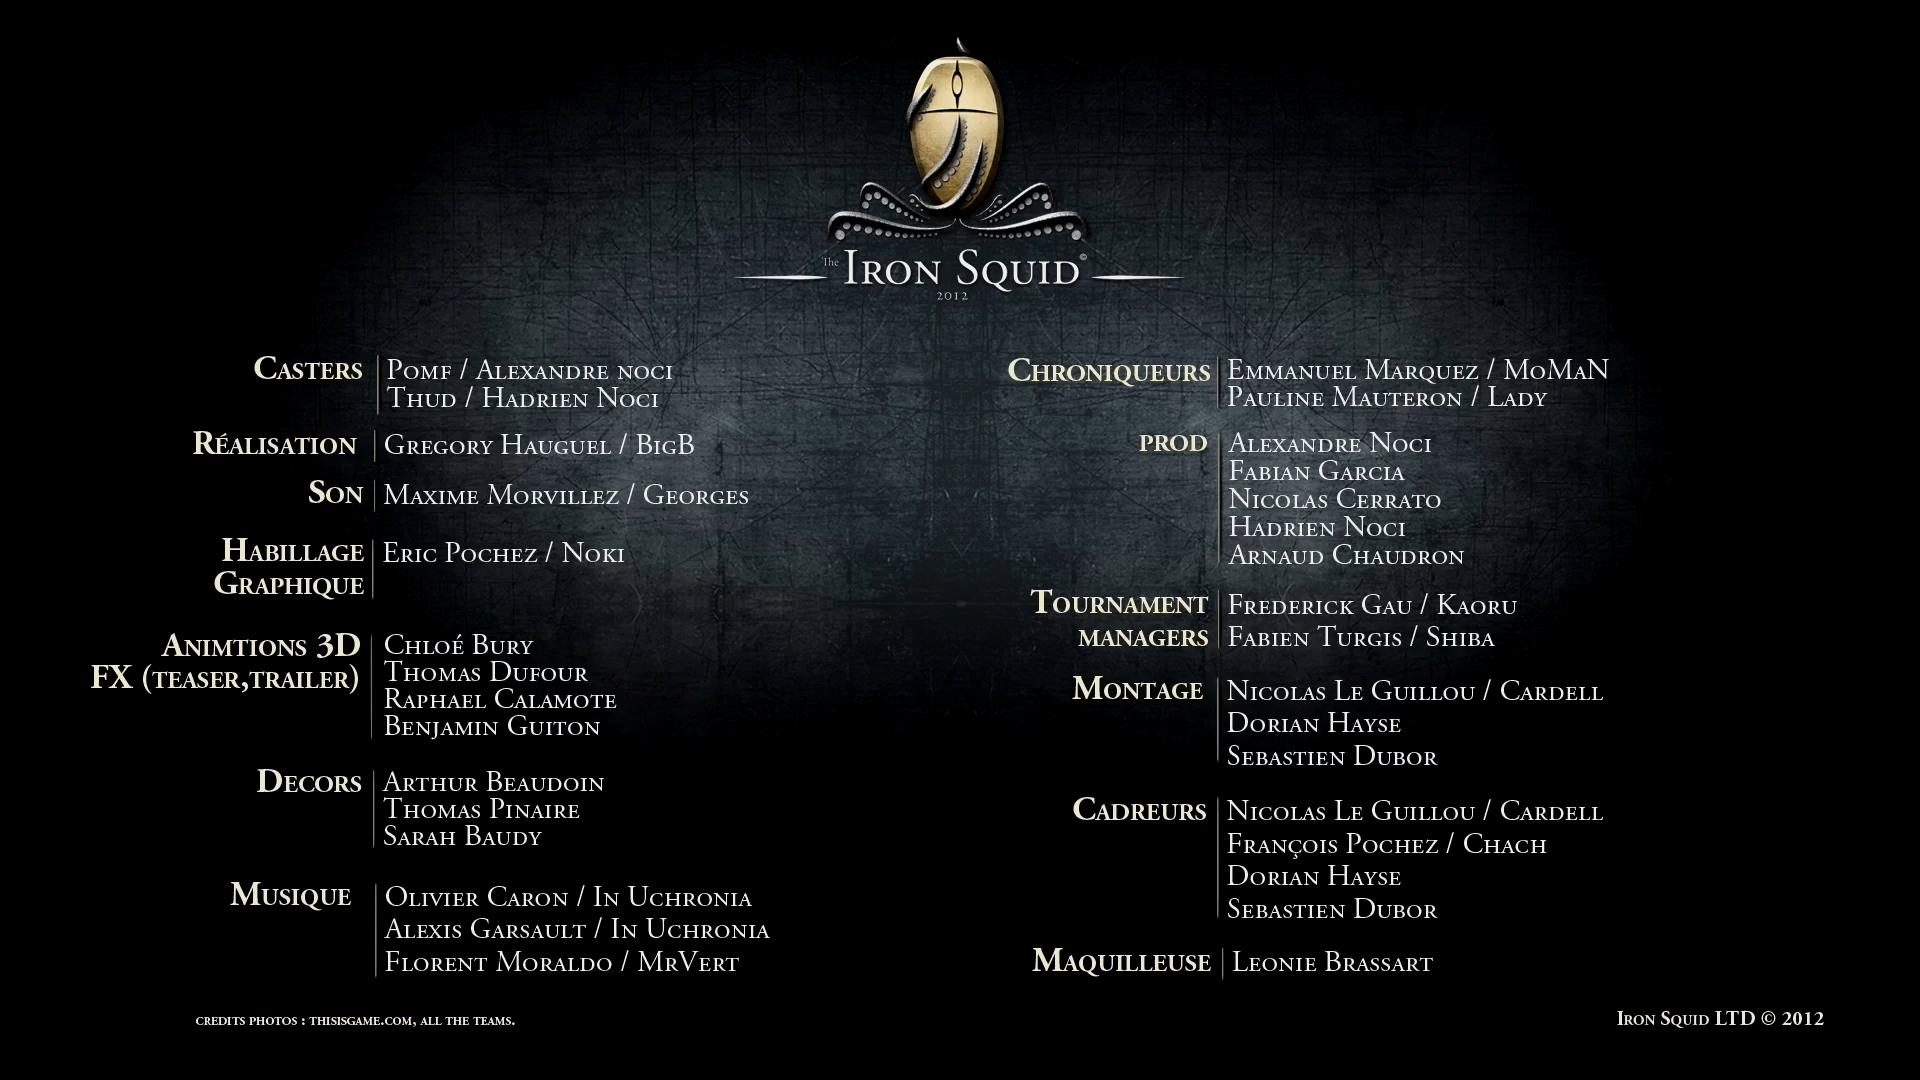 The Iron Squid ©
2012
Casters
Pomf / Alexandre noci
Thud / Hadrien Noci
Réalisation
Gregory Hauguel / BigB
Son
Maxime Morvillez / Georges
Habillage
Graphique
Eric Pochez / Noki
Animtions 3D
FX (teaser,trailer)
Chloé Bury
Thomas Dufour
Raphael Calamote
Benjamin Guiton
Decors
Arthur Beaudoin
Thomas Pinaire
Sarah Baudy
Musique
Olivier Caron / In Uchronia
Alexis Garsault / In Uchronia
Florent Moraldo / MrVert
Chroniqueurs
Emmanuel Marquez / MoMaN
Pauline Mauteron / Lady
prod
Alexandre Noci
Fabian Garcia
Nicolas Cerrato
Hadrien Noci
Arnaud Chaudron
Tournament
managers
Frederick Gau / Kaoru
Fabien Turgis / Shiba
Montage
Nicolas Le Guillou / Cardell
Dorian Hayse
Sebastien Dubor
Cadreurs
Nicolas Le Guillou / Cardell
François Pochez / Chach
Dorian Hayse
Sebastien Dubor
Maquilleuse
Leonie Brassart
credits photos : thisisgame.com, all the teams.
Iron Squid LTD © 2012